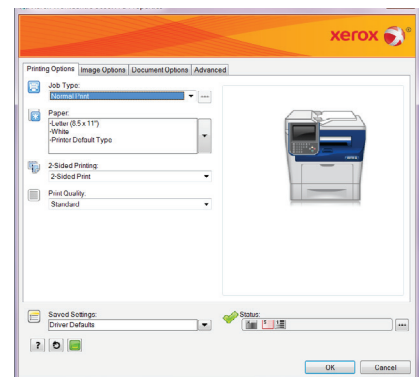 xerox
Printing Options Image Options Document Options Advanced
Job Type:
Normal Print
Paper:
-Letter (8.5 x 11")
-White
-Printer Default Type
2-Sided Printing:
2-Sided Print
Print Quality:
Standard
Saved Settings:
Driver Defaults
Status:
?
OK Cancel